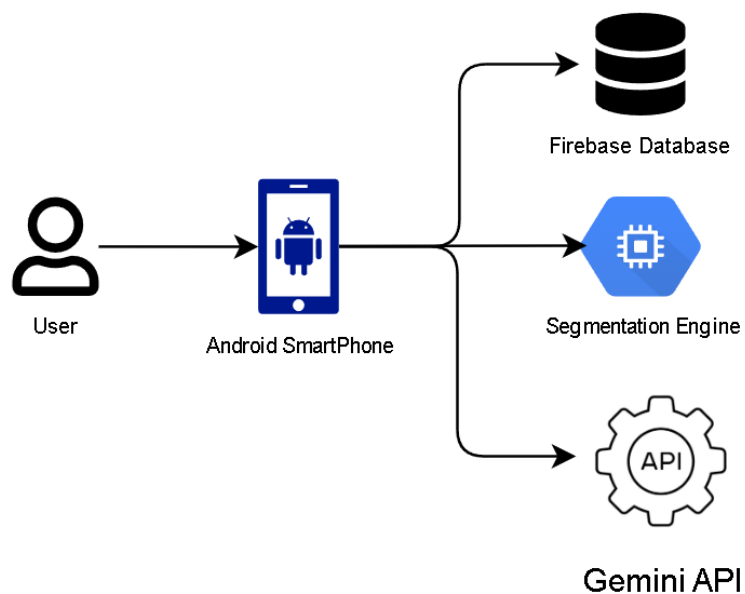 Firebase Database
User
Android SmartPhone
Segmentation Engine
API
Gemini API